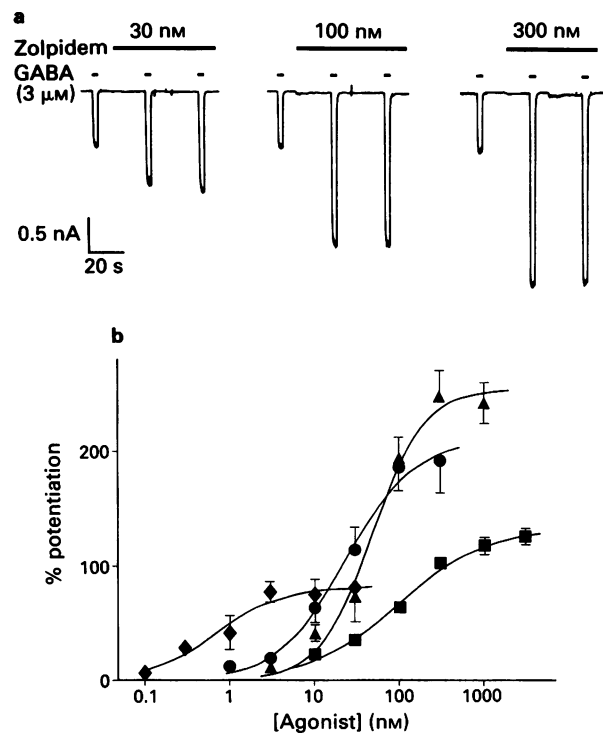 a
30 nM 100 nM 300 nM
Zolpidem
GABA
(3 µM)
0.5 nA
20 s
b
% potentiation
200
100
0
0.1 1 10 100 1000
[Agonist] (nM)